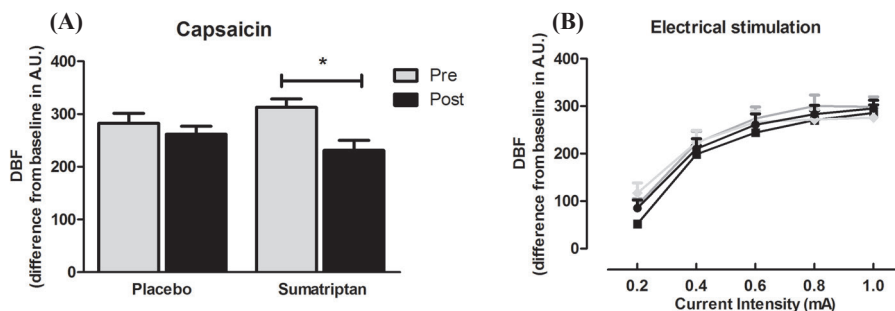 (A)
Capsaicin
DBF
(difference from baseline in A.U.)
400
300
200
100
0
*
Pre
Post
Placebo
Sumatriptan
(B)
Electrical stimulation
DBF
(difference from baseline in A.U.)
400
300
200
100
0
0.2 0.4 0.6 0.8 1.0
Current Intensity (mA)